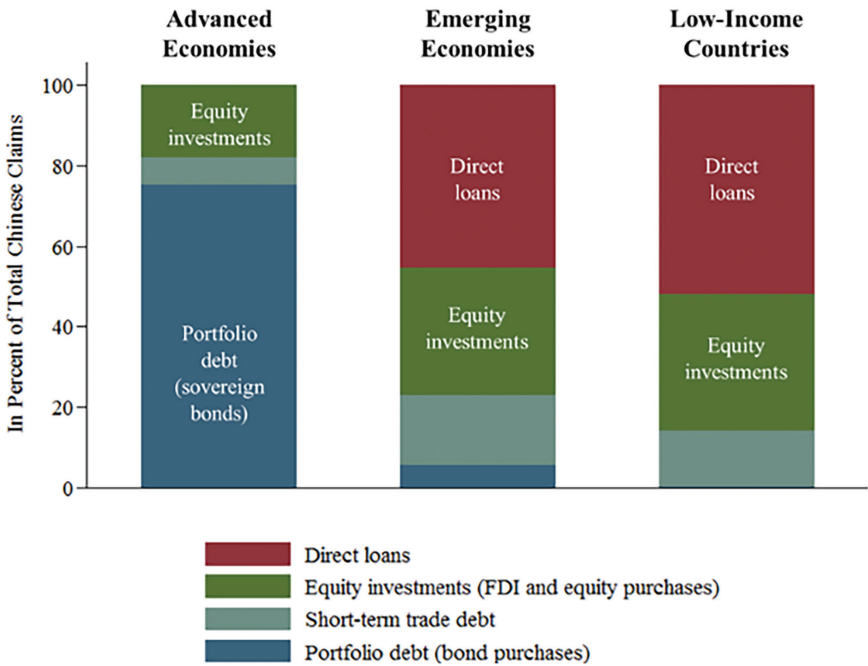 Advanced
Economies
Emerging
Economies
Low-Income
Countries
In Percent of Total Chinese Claims
100
80
60
40
20
0
Equity
investments
Portfolio
debt
(sovereign
bonds)
Direct
loans
Equity
investments
Direct
loans
Equity
investments
Direct loans
Equity investments (FDI and equity purchases)
Short-term trade debt
Portfolio debt (bond purchases)